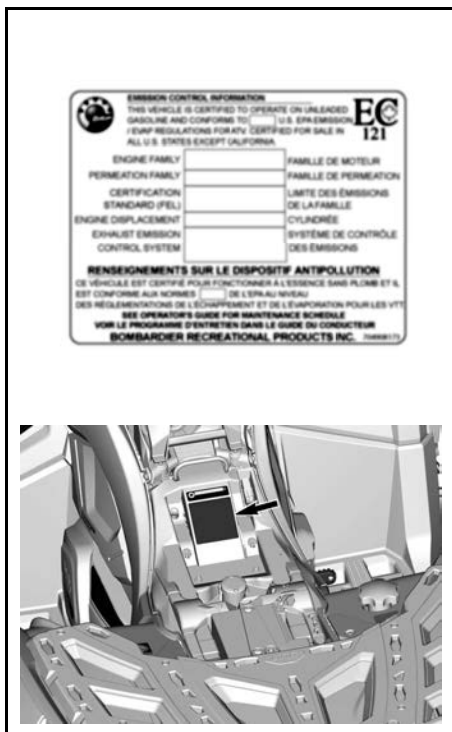 EMISSION CONTROL INFORMATION
THIS VEHICLE IS CERTIFIED TO OPERATE ON UNLEADED
GASOLINE AND CONFORMS TO U.S. EPA EMISSION
/ EVAP REGULATIONS FOR ATV. CERTIFIED FOR SALE IN
ALL U.S. STATES EXCEPT CALIFORNIA.
EC
121
ENGINE FAMILY FAMILLE DE MOTEUR
PERMEATION FAMILY FAMILLE DE PERMEATION
CERTIFICATION LIMITE DES ÉMISSIONS
STANDARD (FEL) DE LA FAMILLE
ENGINE DISPLACEMENT CYLINDRÉE
EXHAUST EMISSION SYSTÈME DE CONTRÔLE
CONTROL SYSTEM DES ÉMISSIONS
RENSEIGNEMENTS SUR LE DISPOSITIF ANTIPOLLUTION
CE VÉHICULE EST CERTIFIÉ POUR FONCTIONNER À L'ESSENCE SANS PLOMB ET IL
EST CONFORME AUX NORMES DE L'EPA AU NIVEAU
DES RÉGLEMENTATIONS DE L'ÉCHAPPEMENT ET DE L'ÉVAPORATION POUR LES VTT.
SEE OPERATOR'S GUIDE FOR MAINTENANCE SCHEDULE
VOIR LE PROGRAMME D'ENTRETIEN DANS LE GUIDE DU CONDUCTEUR
BOMBARDIER RECREATIONAL PRODUCTS INC.